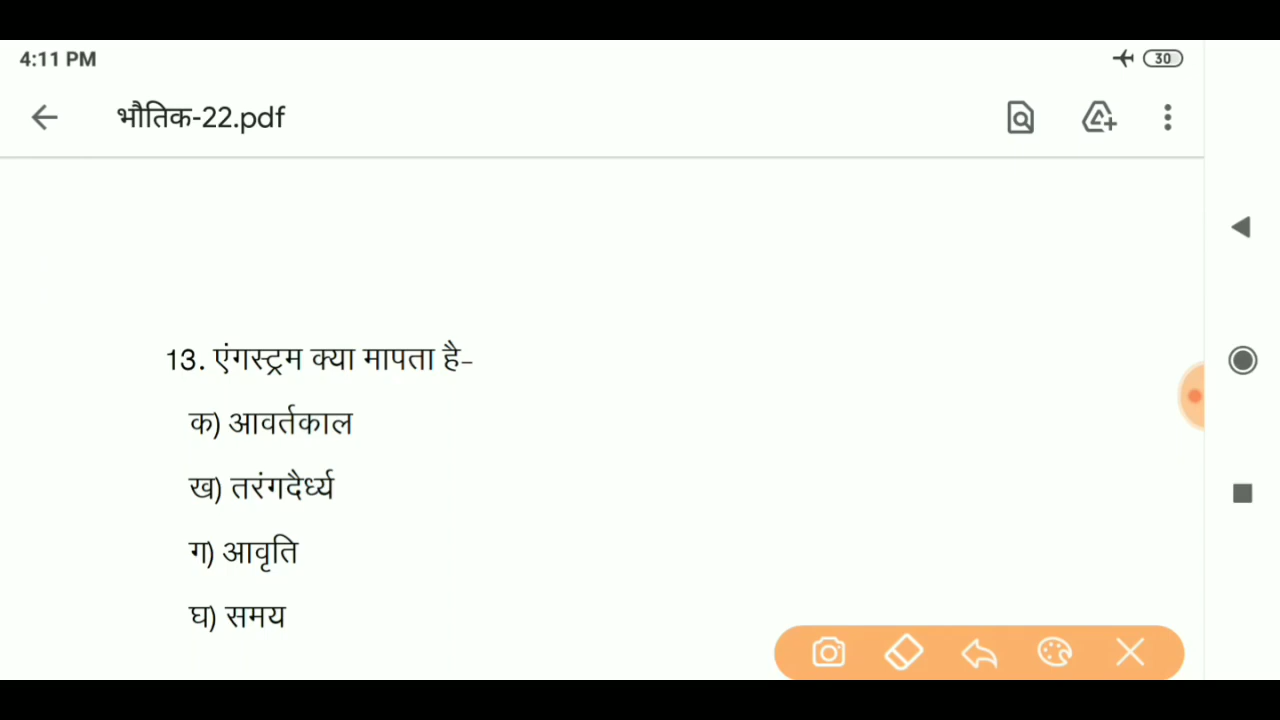 4:11 PM
30
भौतिक-22.pdf
13. एंगस्ट्रम क्या मापता है–
क) आवर्तकाल
ख) तरंगदैर्ध्य
ग) आवृति
घ) समय